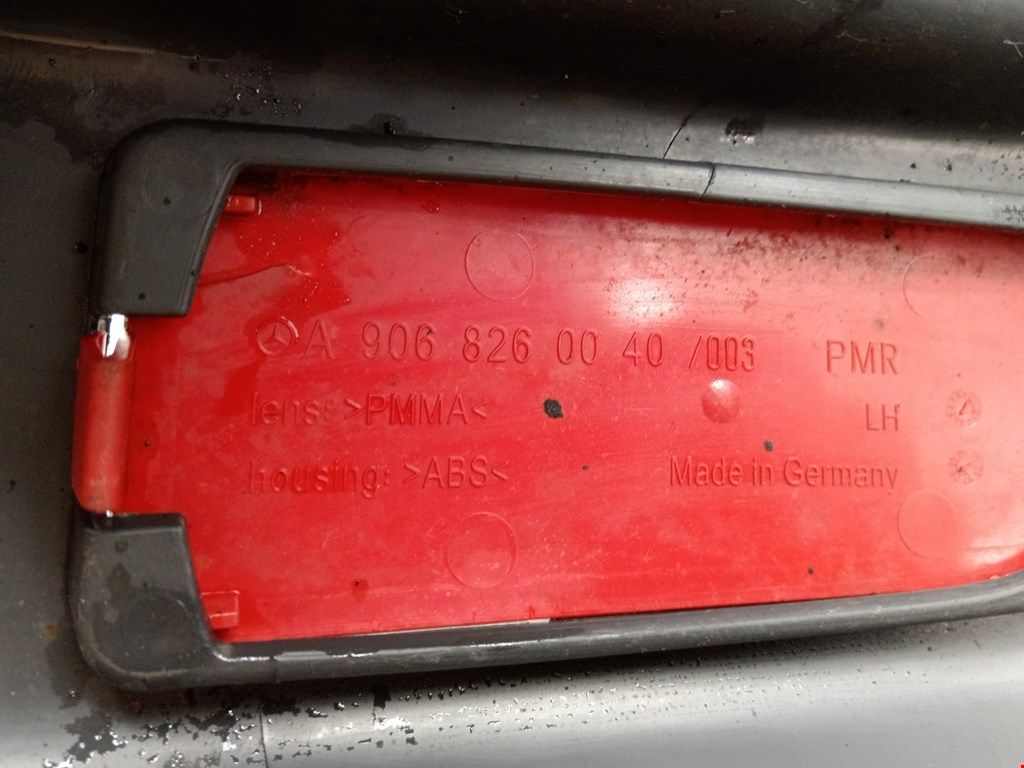 A 906 826 00 40 /003 PMR
lens: >PMMA< LH
housing: >ABS< Made in Germany